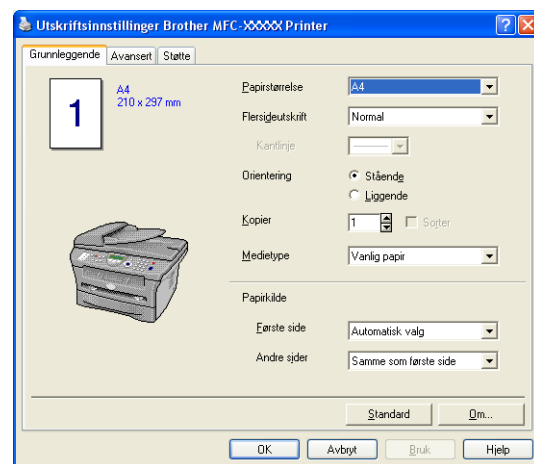 Utskriftsinnstillinger Brother MFC-XXXXX Printer
Grunnleggende Avansert Støtte
1
A4
210 x 297 mm
Papirstørrelse A4
Flersigeutskrift Normal
Kantlinje
Orientering Stående
Liggende
Kopier 1 Sorter
Medietype Vanlig papir
Papirkilde
Første side Automatisk valg
Andre sider Samme som første side
Standard Om...
OK Avbryt Bruk Hjelp